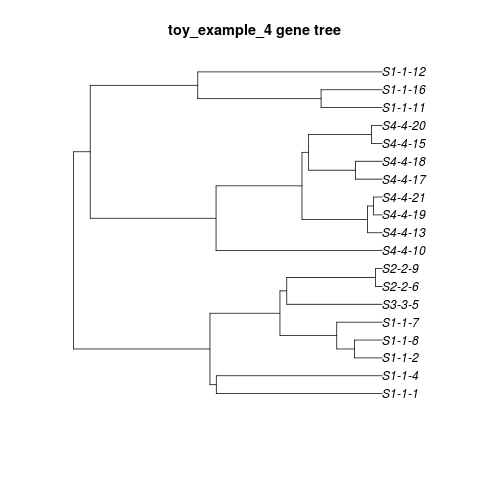 toy_example_4 gene tree
S1-1-12
S1-1-16
S1-1-11
S4-4-20
S4-4-15
S4-4-18
S4-4-17
S4-4-21
S4-4-19
S4-4-13
S4-4-10
S2-2-9
S2-2-6
S3-3-5
S1-1-7
S1-1-8
S1-1-2
S1-1-4
S1-1-1